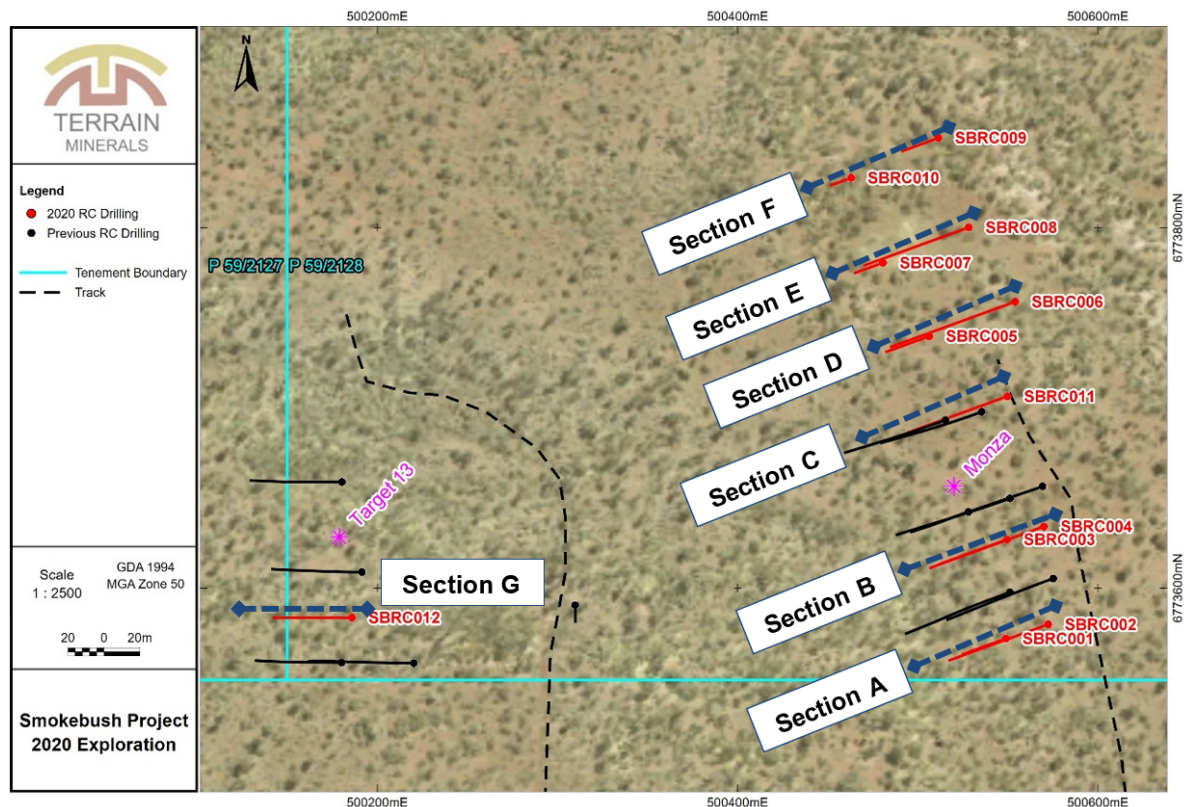 500200mE
500400mE
500600mE
TERRAIN
MINERALS
Legend
2020 RC Drilling
Previous RC Drilling
Tenement Boundary
Track
Scale
1 : 2500
GDA 1994
MGA Zone 50
20 0 20m
Smokebush Project
2020 Exploration
N
P 59/2127
P 59/2128
SBRC009
SBRC010
Section F
6773800mN
SBRC008
SBRC007
Section E
SBRC006
SBRC005
Section D
SBRC011
Section C
Monza
Target 13
SBRC004
SBRC003
Section B
Section G
SBRC012
6773600mN
SBRC002
SBRC001
Section A
500200mE
500400mE
500600mE